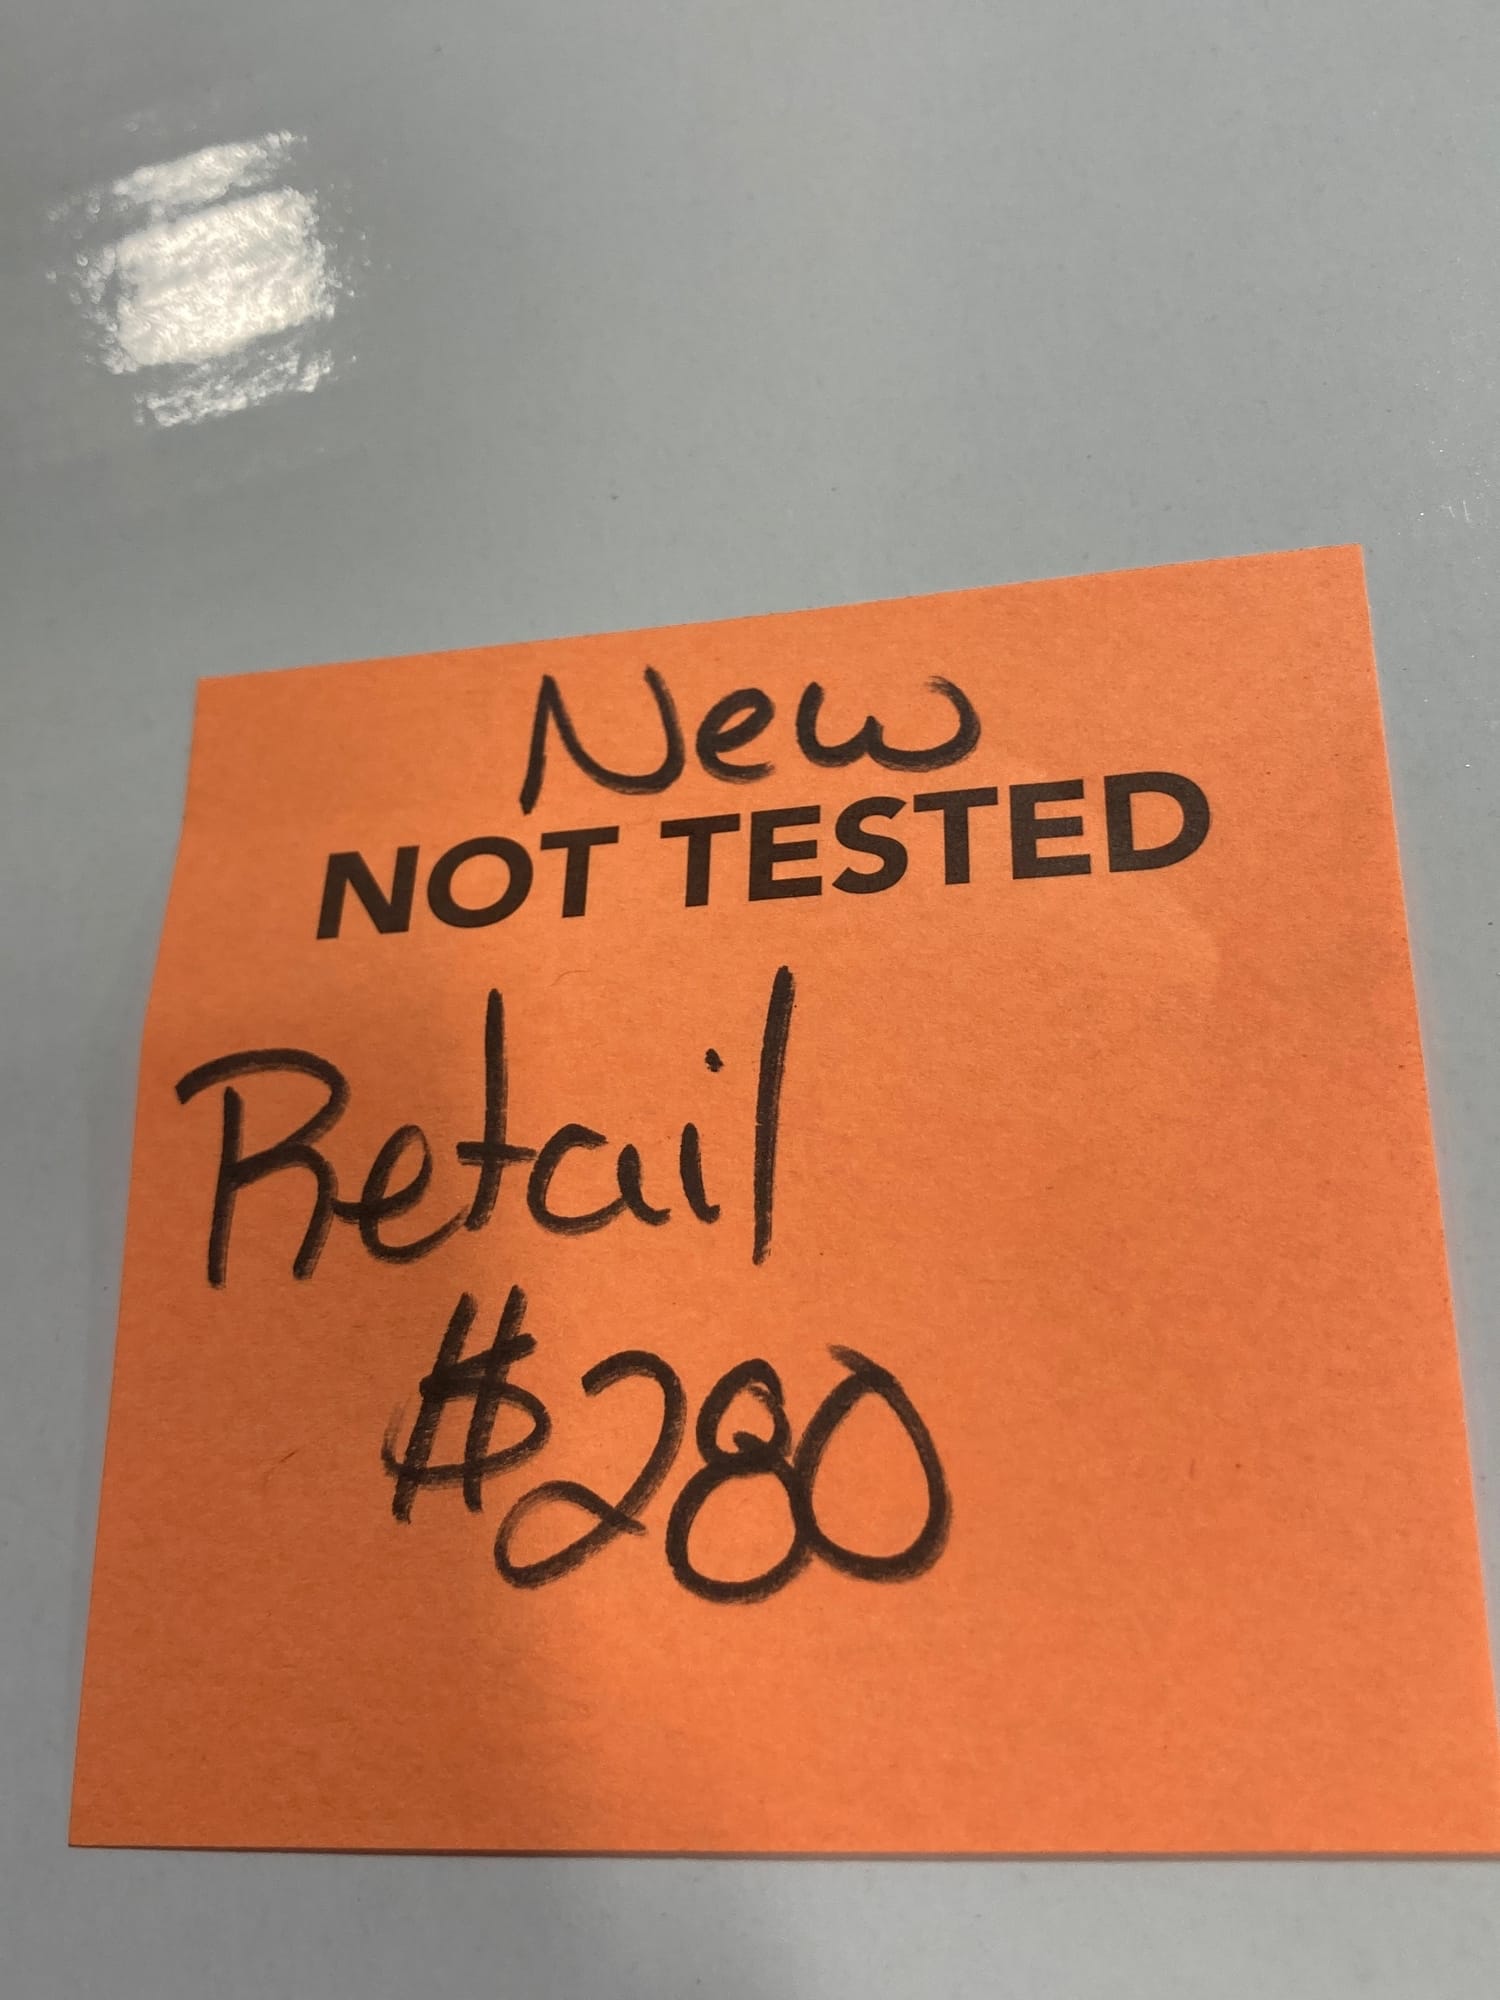 New
NOT TESTED
Retail
$280